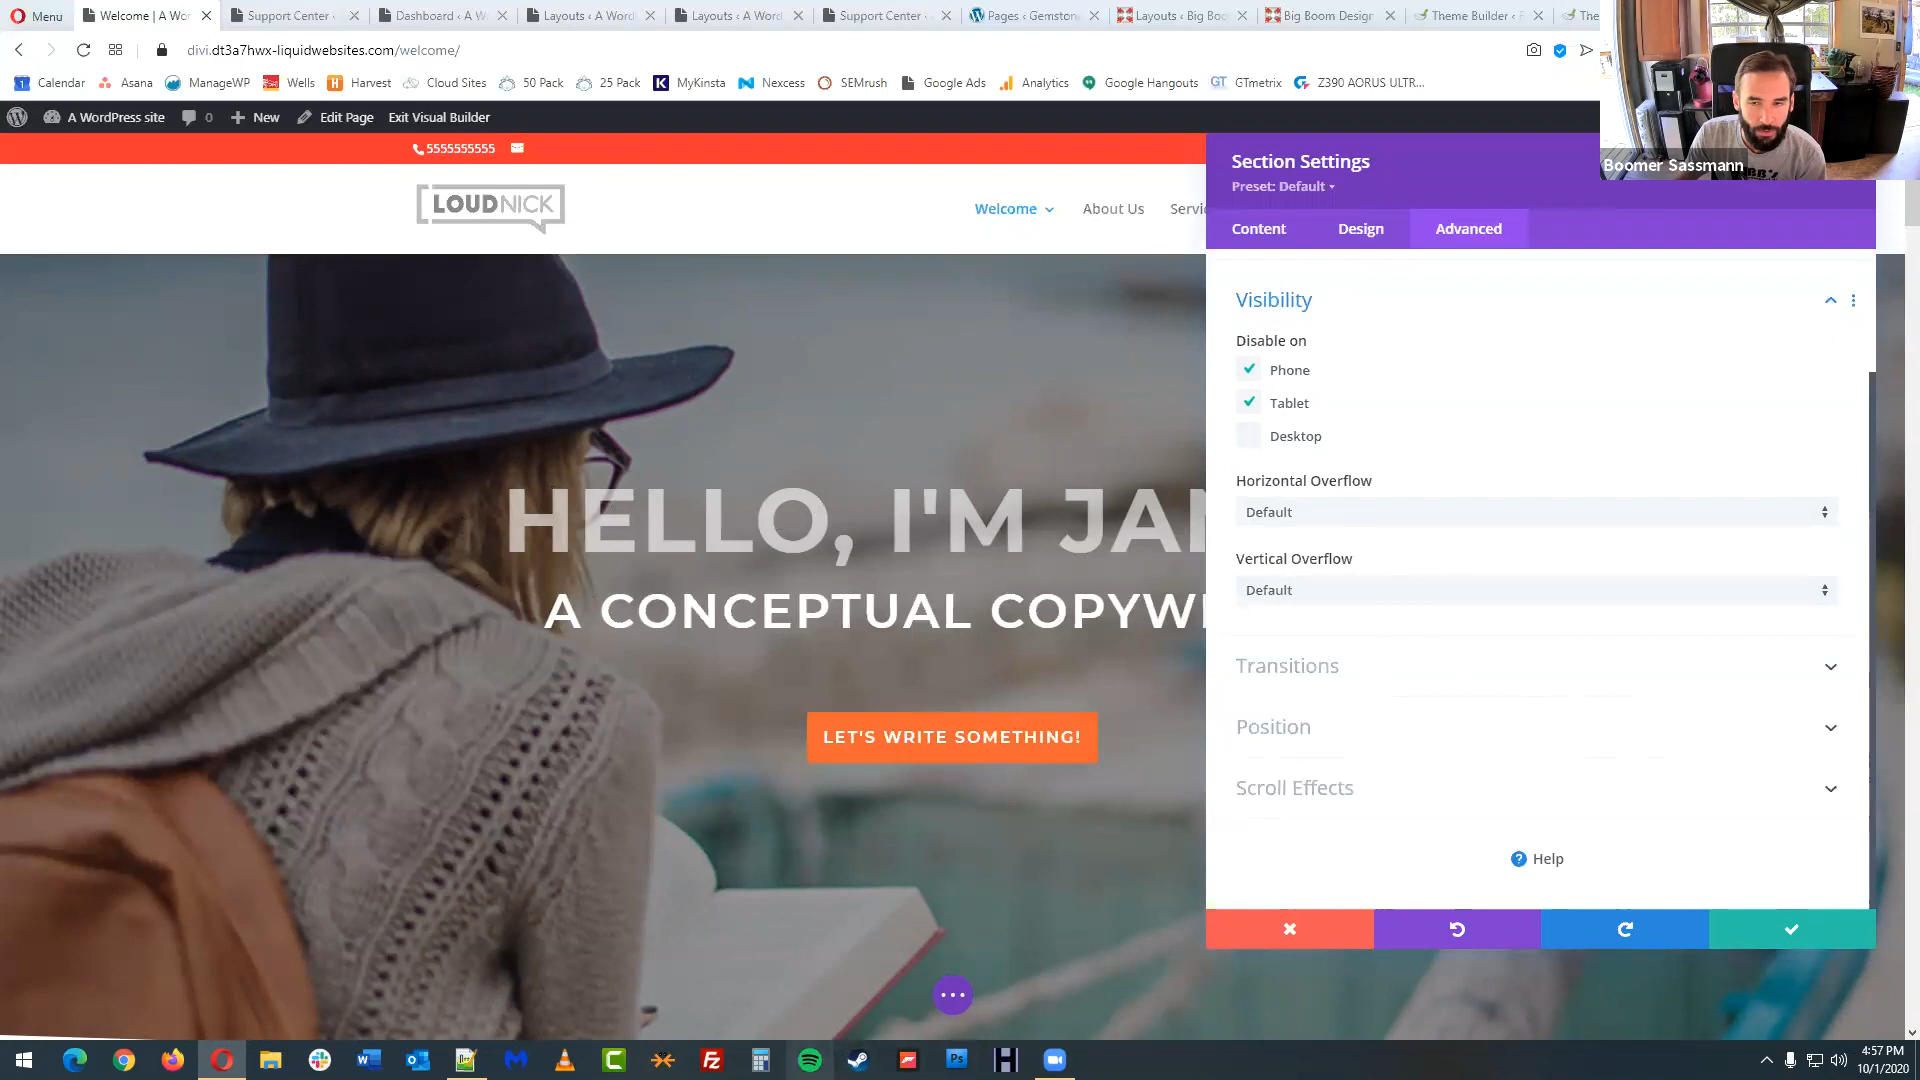 Menu
Welcome | A Wor
Support Center ‹
Dashboard ‹ A W
Layouts ‹ A Word
Layouts ‹ A Word
Support Center ‹
Pages ‹ Gemston
Layouts ‹ Big Boo
Big Boom Design
Theme Builder ‹
The
divi.dt3a7hwx-liquidwebsites.com/welcome/
Calendar
Asana
ManageWP
Wells
Harvest
Cloud Sites
50 Pack
25 Pack
MyKinsta
Nexcess
SEMrush
Google Ads
Analytics
Google Hangouts
GTmetrix
Z390 AORUS ULTR...
A WordPress site
0
New
Edit Page
Exit Visual Builder
5555555555
LOUDNICK
Welcome
About Us
Servic
HELLO, I'M JAN
A CONCEPTUAL COPYW
LET'S WRITE SOMETHING!
Boomer Sassmann
Section Settings
Preset: Default
Content
Design
Advanced
Visibility
Disable on
Phone
Tablet
Desktop
Horizontal Overflow
Default
Vertical Overflow
Default
Transitions
Position
Scroll Effects
Help
4:57 PM
10/1/2020